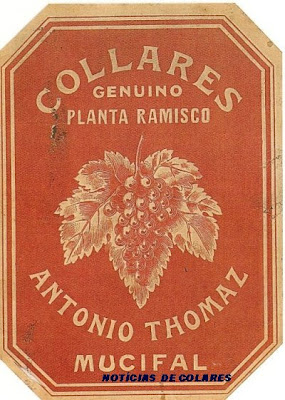 COLLARES
GENUINO
PLANTA RAMISCO
ANTONIO THOMAZ
MUCIFAL
NOTÍCIAS DE COLARES